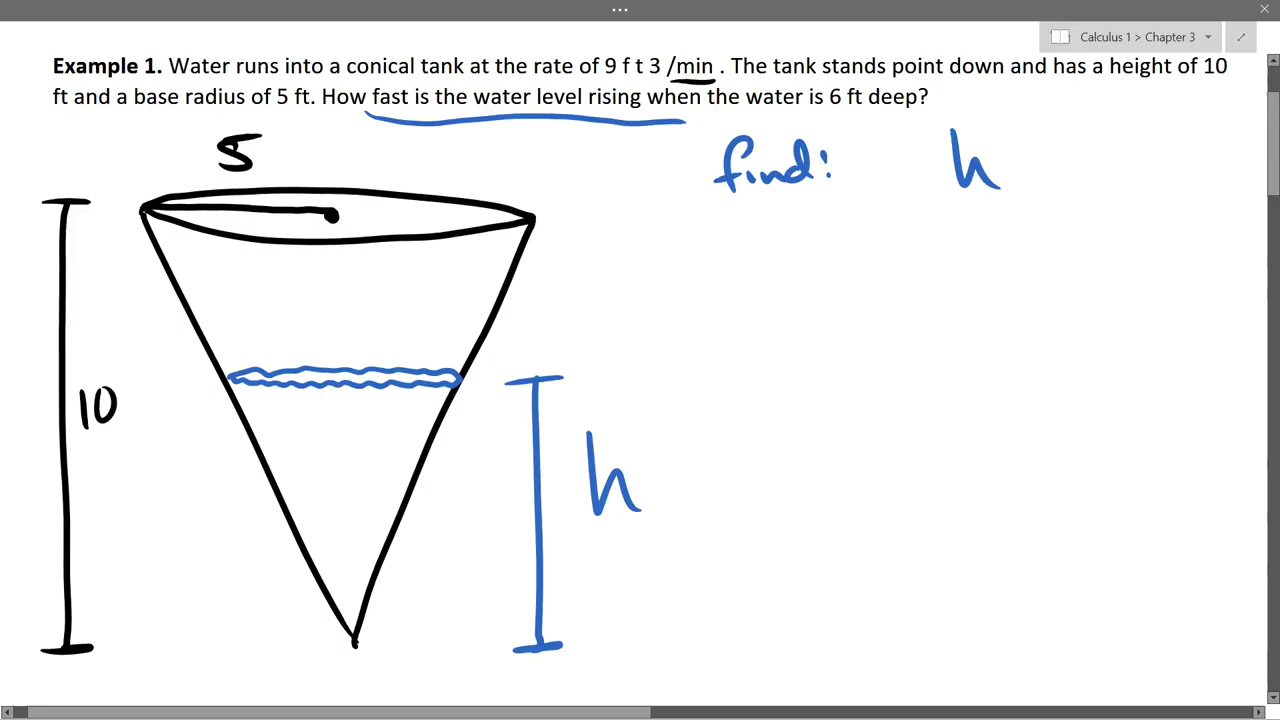 Calculus 1 > Chapter 3
Example 1. Water runs into a conical tank at the rate of 9 f t 3 /min . The tank stands point down and has a height of 10
ft and a base radius of 5 ft. How fast is the water level rising when the water is 6 ft deep?
5
find: h
10
h